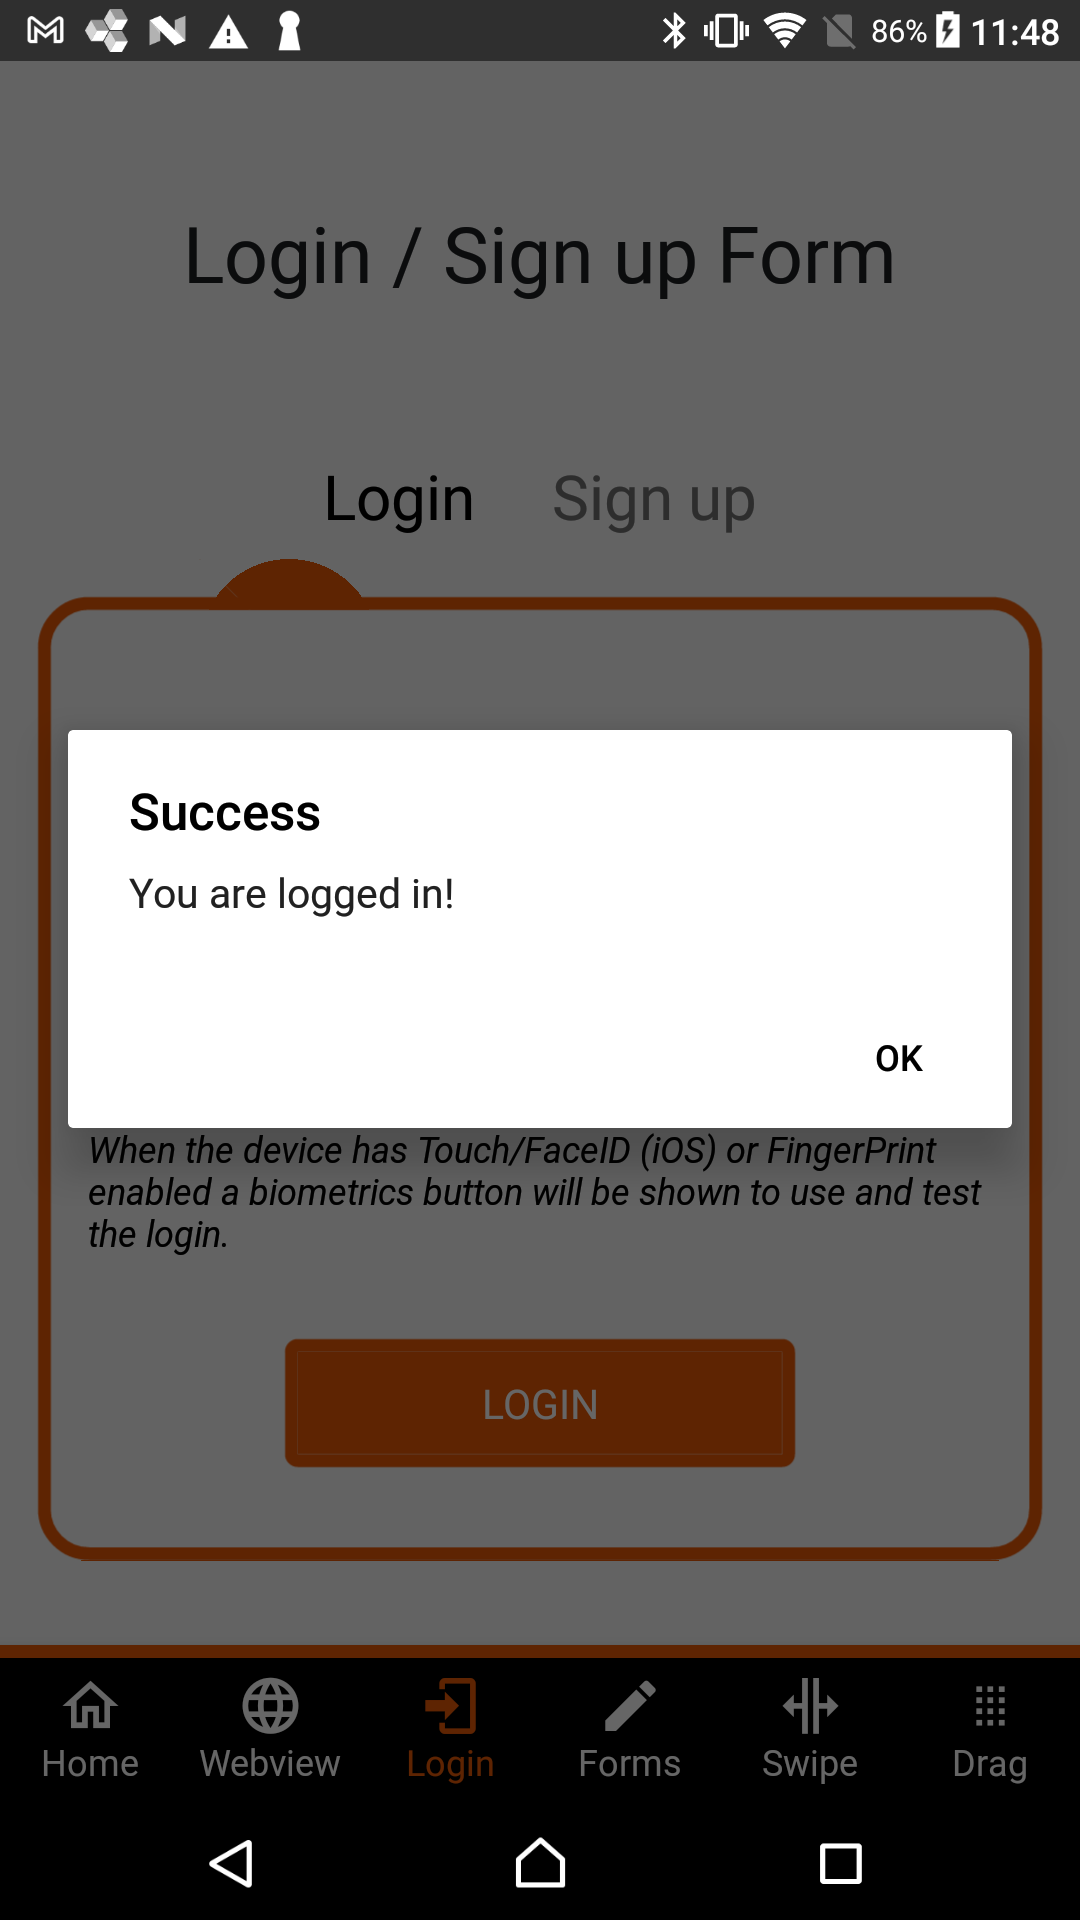 86% 11:48
Login / Sign up Form
Login Sign up
Success
You are logged in!
OK
When the device has Touch/FaceID (iOS) or FingerPrint
enabled a biometrics button will be shown to use and test
the login.
LOGIN
Home Webview Login Forms Swipe Drag